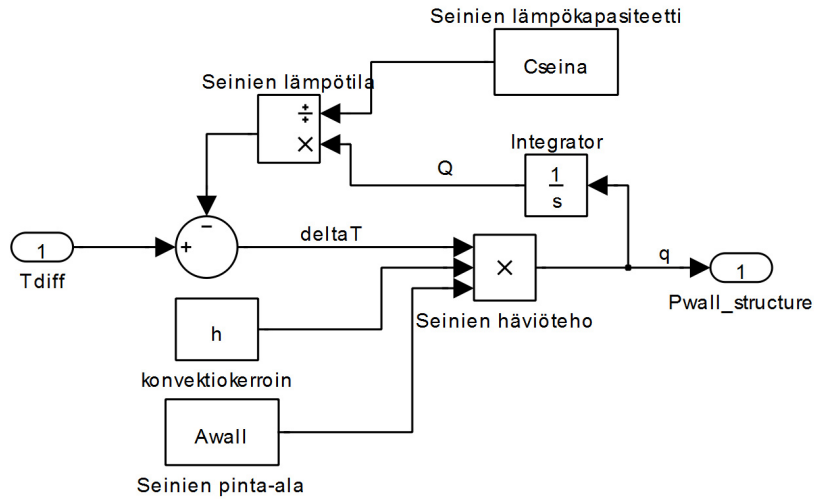 Seinien lämpökapasiteetti
Cseina
Seinien lämpötila
÷
×
Integrator
1
s
Q
−
+
1
Tdiff
deltaT
×
q
1
Pwall_structure
Seinien häviöteho
h
konvektiokerroin
Awall
Seinien pinta-ala